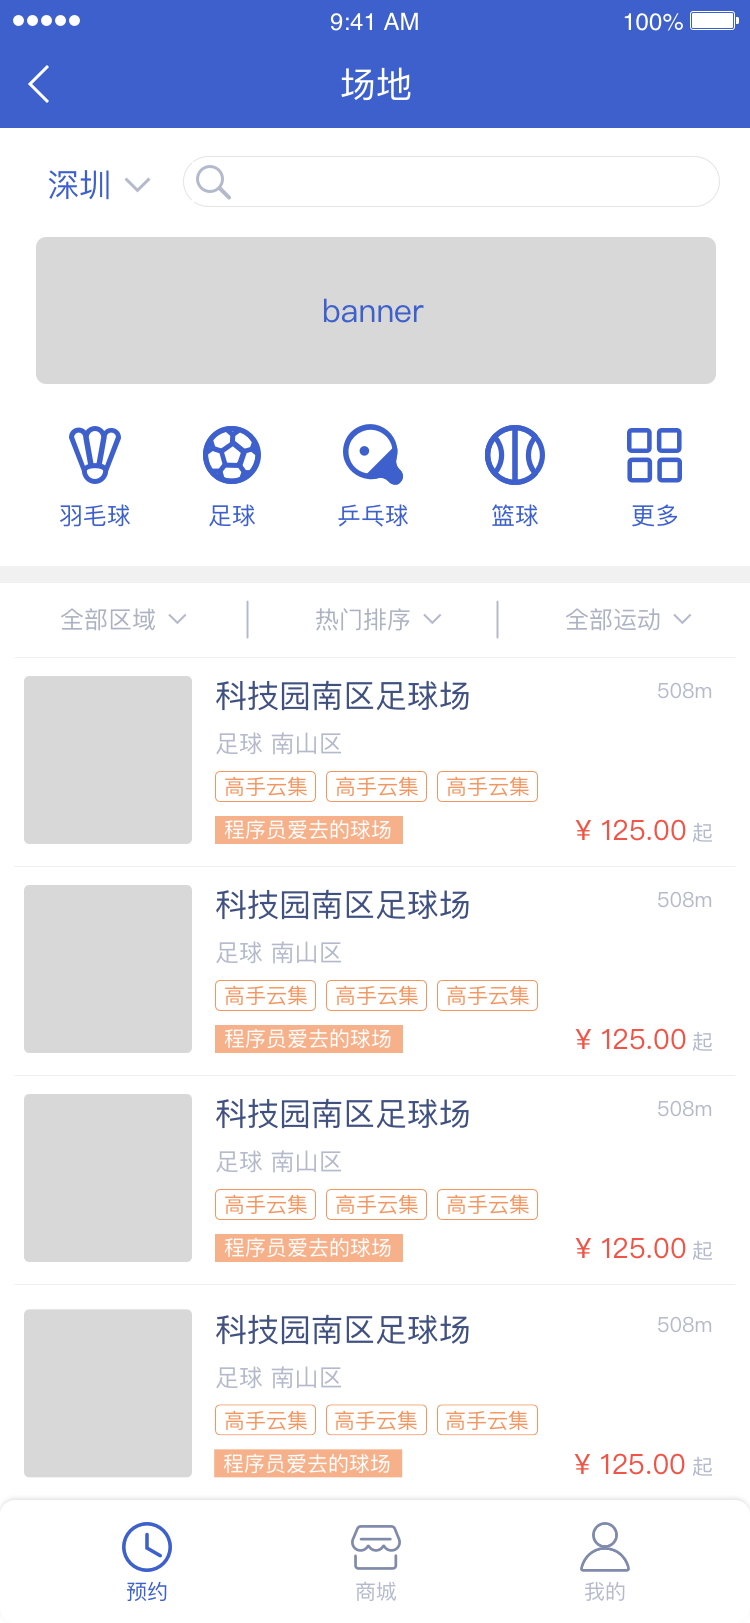 9:41 AM 100%
场地
深圳
banner
羽毛球 足球 乒乓球 篮球 更多
全部区域 热门排序 全部运动
科技园南区足球场 508m
足球 南山区
高手云集 高手云集 高手云集
程序员爱去的球场 ¥ 125.00 起
科技园南区足球场 508m
足球 南山区
高手云集 高手云集 高手云集
程序员爱去的球场 ¥ 125.00 起
科技园南区足球场 508m
足球 南山区
高手云集 高手云集 高手云集
程序员爱去的球场 ¥ 125.00 起
科技园南区足球场 508m
足球 南山区
高手云集 高手云集 高手云集
程序员爱去的球场 ¥ 125.00 起
预约 商城 我的